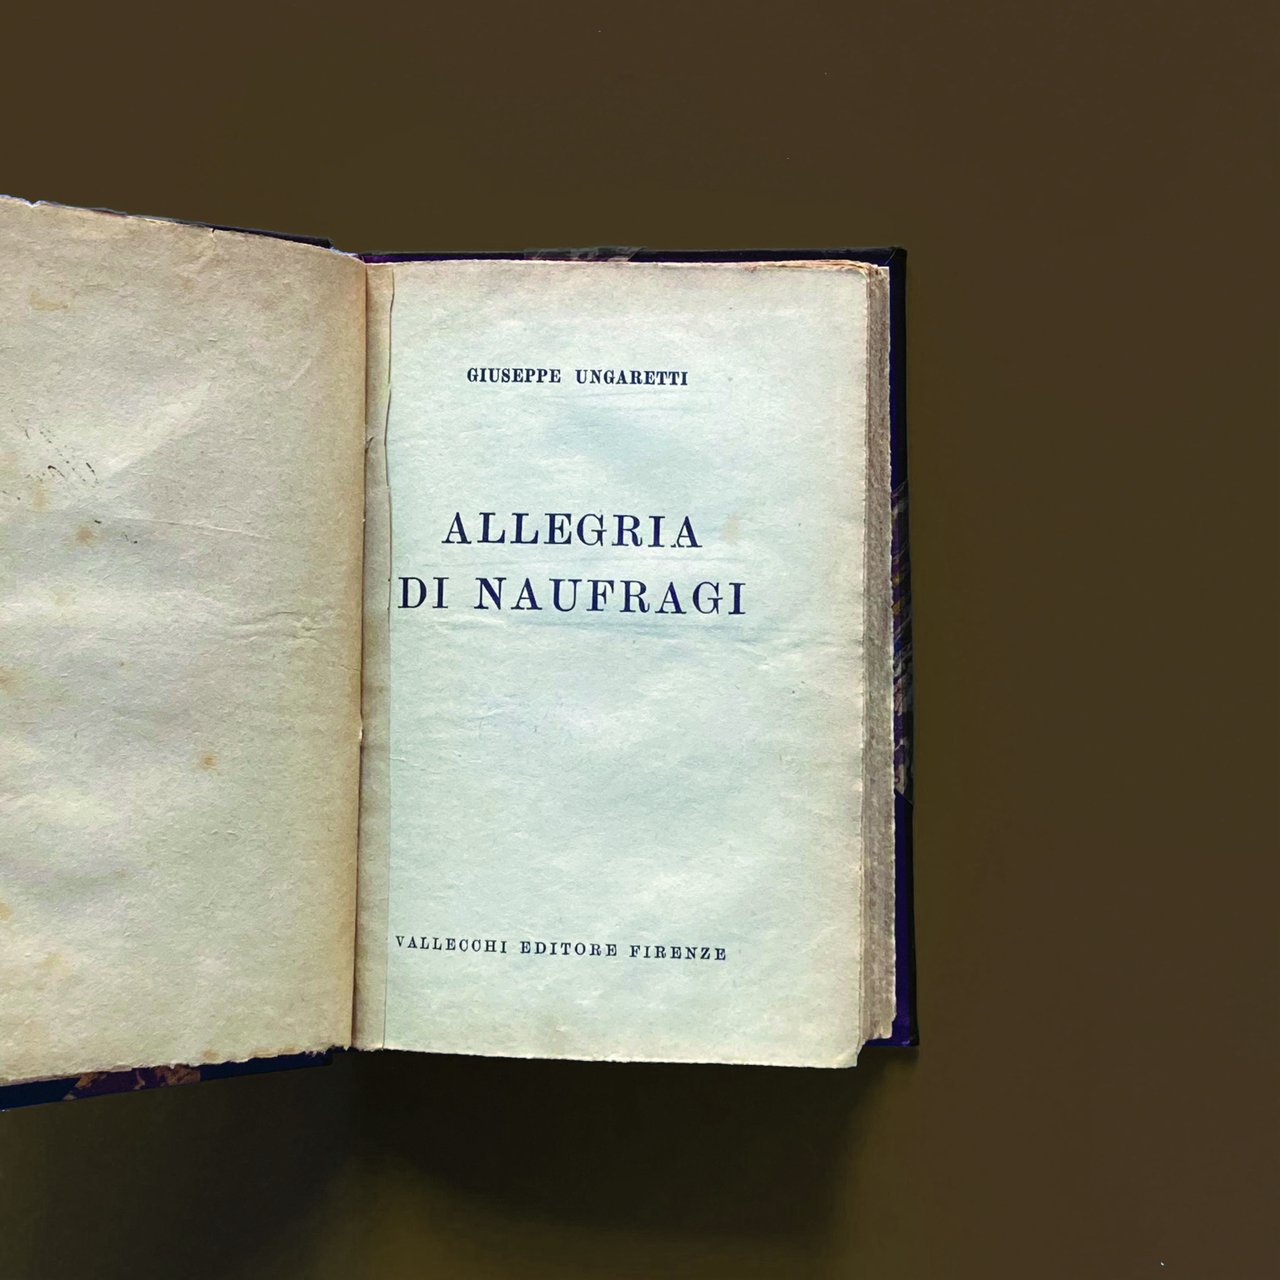 GIUSEPPE UNGARETTI
ALLEGRIA
DI NAUFRAGI
VALLECCHI EDITORE FIRENZE